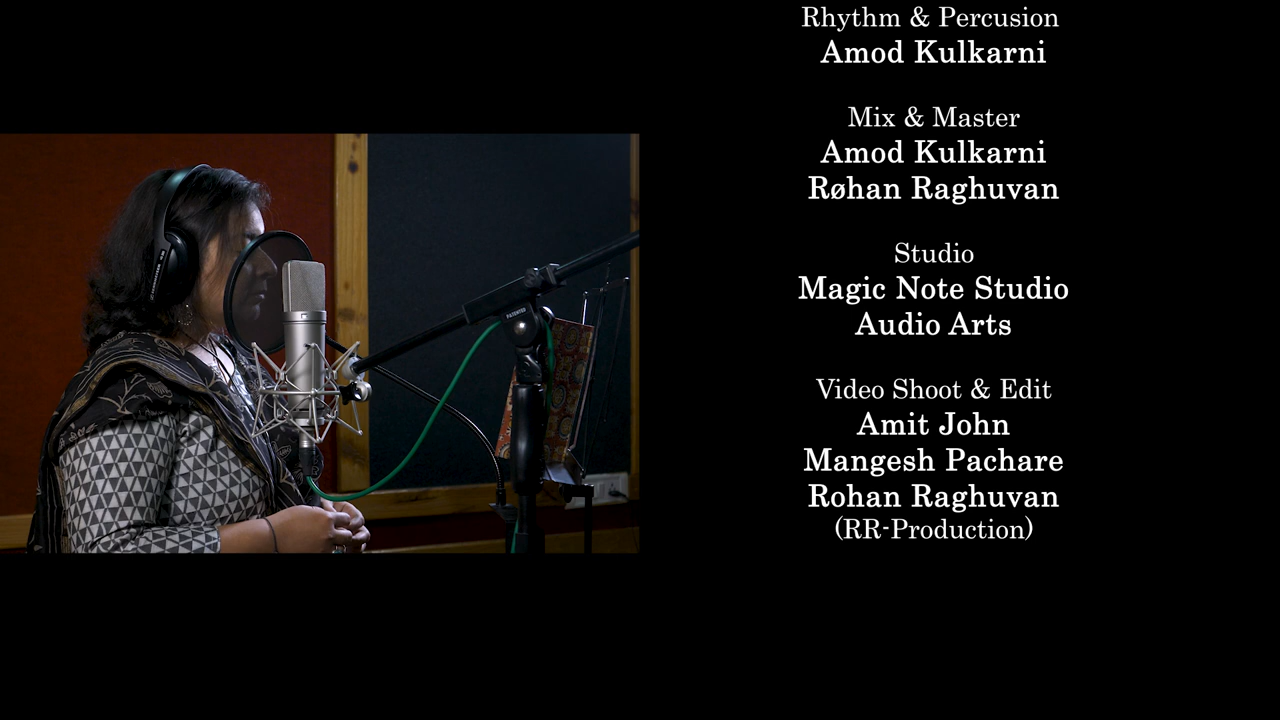 Rhythm & Percusion
Amod Kulkarni
Mix & Master
Amod Kulkarni
Røhan Raghuvan
Studio
Magic Note Studio
Audio Arts
Video Shoot & Edit
Amit John
Mangesh Pachare
Rohan Raghuvan
(RR-Production)
PATENTED